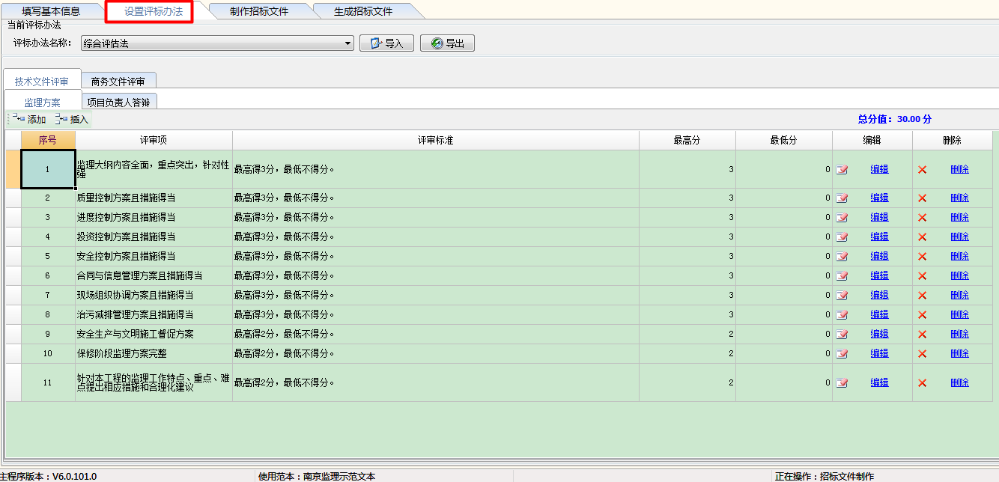 填写基本信息 设置评标办法 制作招标文件 生成招标文件
当前评标办法
评标办法名称： 综合评估法 导入 导出
技术文件评审 商务文件评审
监理方案 项目负责人答辩
添加 插入 总分值：30.00 分
序号 评审项 评审标准 最高分 最低分 编辑 删除
1 监理大纲内容全面，重点突出，针对性
强 最高得3分，最低不得分。 3 0 编辑 删除
2 质量控制方案且措施得当 最高得3分，最低不得分。 3 0 编辑 删除
3 进度控制方案且措施得当 最高得3分，最低不得分。 3 0 编辑 删除
4 投资控制方案且措施得当 最高得3分，最低不得分。 3 0 编辑 删除
5 安全控制方案且措施得当 最高得3分，最低不得分。 3 0 编辑 删除
6 合同与信息管理方案且措施得当 最高得3分，最低不得分。 3 0 编辑 删除
7 现场组织协调方案且措施得当 最高得3分，最低不得分。 3 0 编辑 删除
8 治污减排管理方案且措施得当 最高得3分，最低不得分。 3 0 编辑 删除
9 安全生产与文明施工督促方案 最高得2分，最低不得分。 2 0 编辑 删除
10 保修阶段监理方案完整 最高得2分，最低不得分。 2 0 编辑 删除
11 针对本工程的监理工作特点、重点、难
点提出相应措施和合理化建议 最高得2分，最低不得分。 2 0 编辑 删除
主程序版本：V6.0.101.0 使用范本：南京监理示范文本 正在操作：招标文件制作